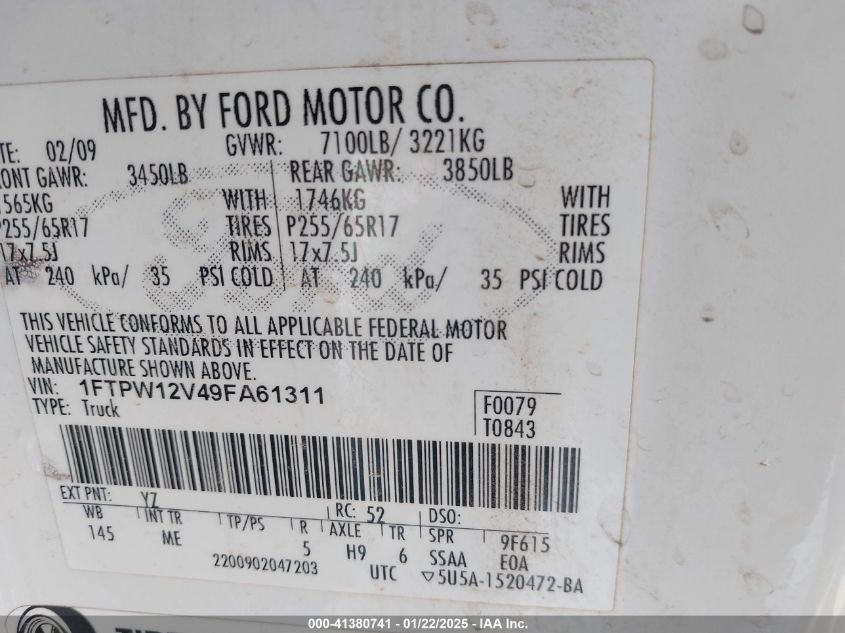 MFD. BY FORD MOTOR CO.
TE: 02/09 GVWR: 7100LB/ 3221KG
ONT GAWR: 3450LB REAR GAWR: 3850LB
565KG WITH 1746KG WITH
P255/65R17 TIRES P255/65R17 TIRES
17x7.5J RIMS 17x7.5J RIMS
AT 240 kPa/ 35 PSI COLD AT 240 kPa/ 35 PSI COLD
THIS VEHICLE CONFORMS TO ALL APPLICABLE FEDERAL MOTOR
VEHICLE SAFETY STANDARDS IN EFFECT ON THE DATE OF
MANUFACTURE SHOWN ABOVE.
VIN: 1FTPW12V49FA61311
TYPE: Truck
F0079
T0843
EXT PNT: YZ RC: 52 DSO:
WB INT TR TP/PS R AXLE TR SPR 9F615
145 ME 5 H9 6 SSAA E0A
2200902047203 UTC ▽5U5A-1520472-BA
000-41380741 - 01/22/2025 - IAA Inc.